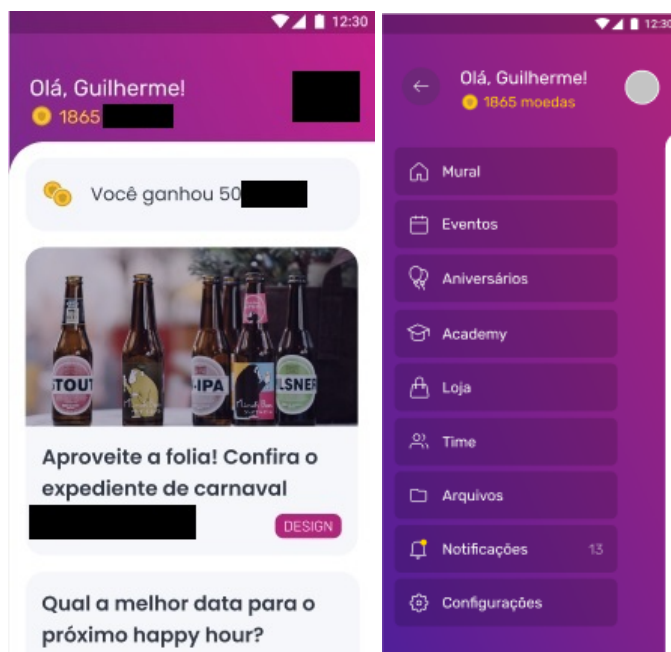 12:30
Olá, Guilherme!
1865
Você ganhou 50
STOUT
-IPA
LSNER
Aproveite a folia! Confira o
expediente de carnaval
DESIGN
Qual a melhor data para o
próximo happy hour?
12:30
Olá, Guilherme!
1865 moedas
Mural
Eventos
Aniversários
Academy
Loja
Time
Arquivos
Notificações 13
Configurações